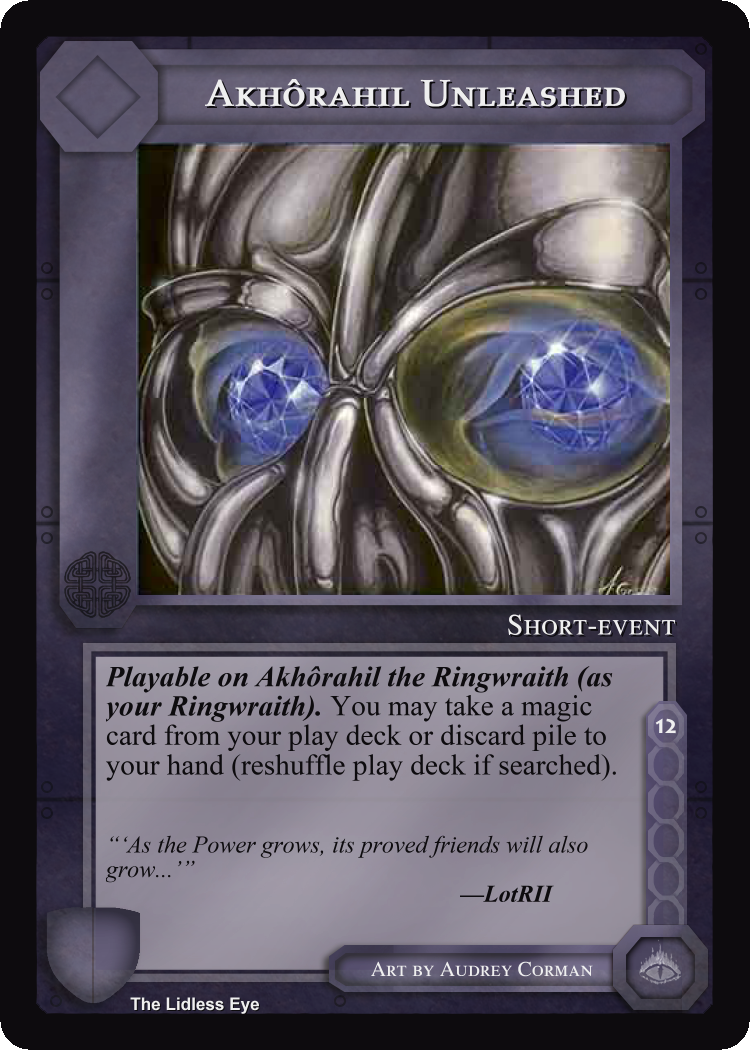 Akhôrahil Unleashed
Short-event
Playable on Akhôrahil the Ringwraith (as
your Ringwraith). You may take a magic
card from your play deck or discard pile to
your hand (reshuffle play deck if searched).
12
“‘As the Power grows, its proved friends will also
grow...’”
—LotRII
Art by Audrey Corman
The Lidless Eye